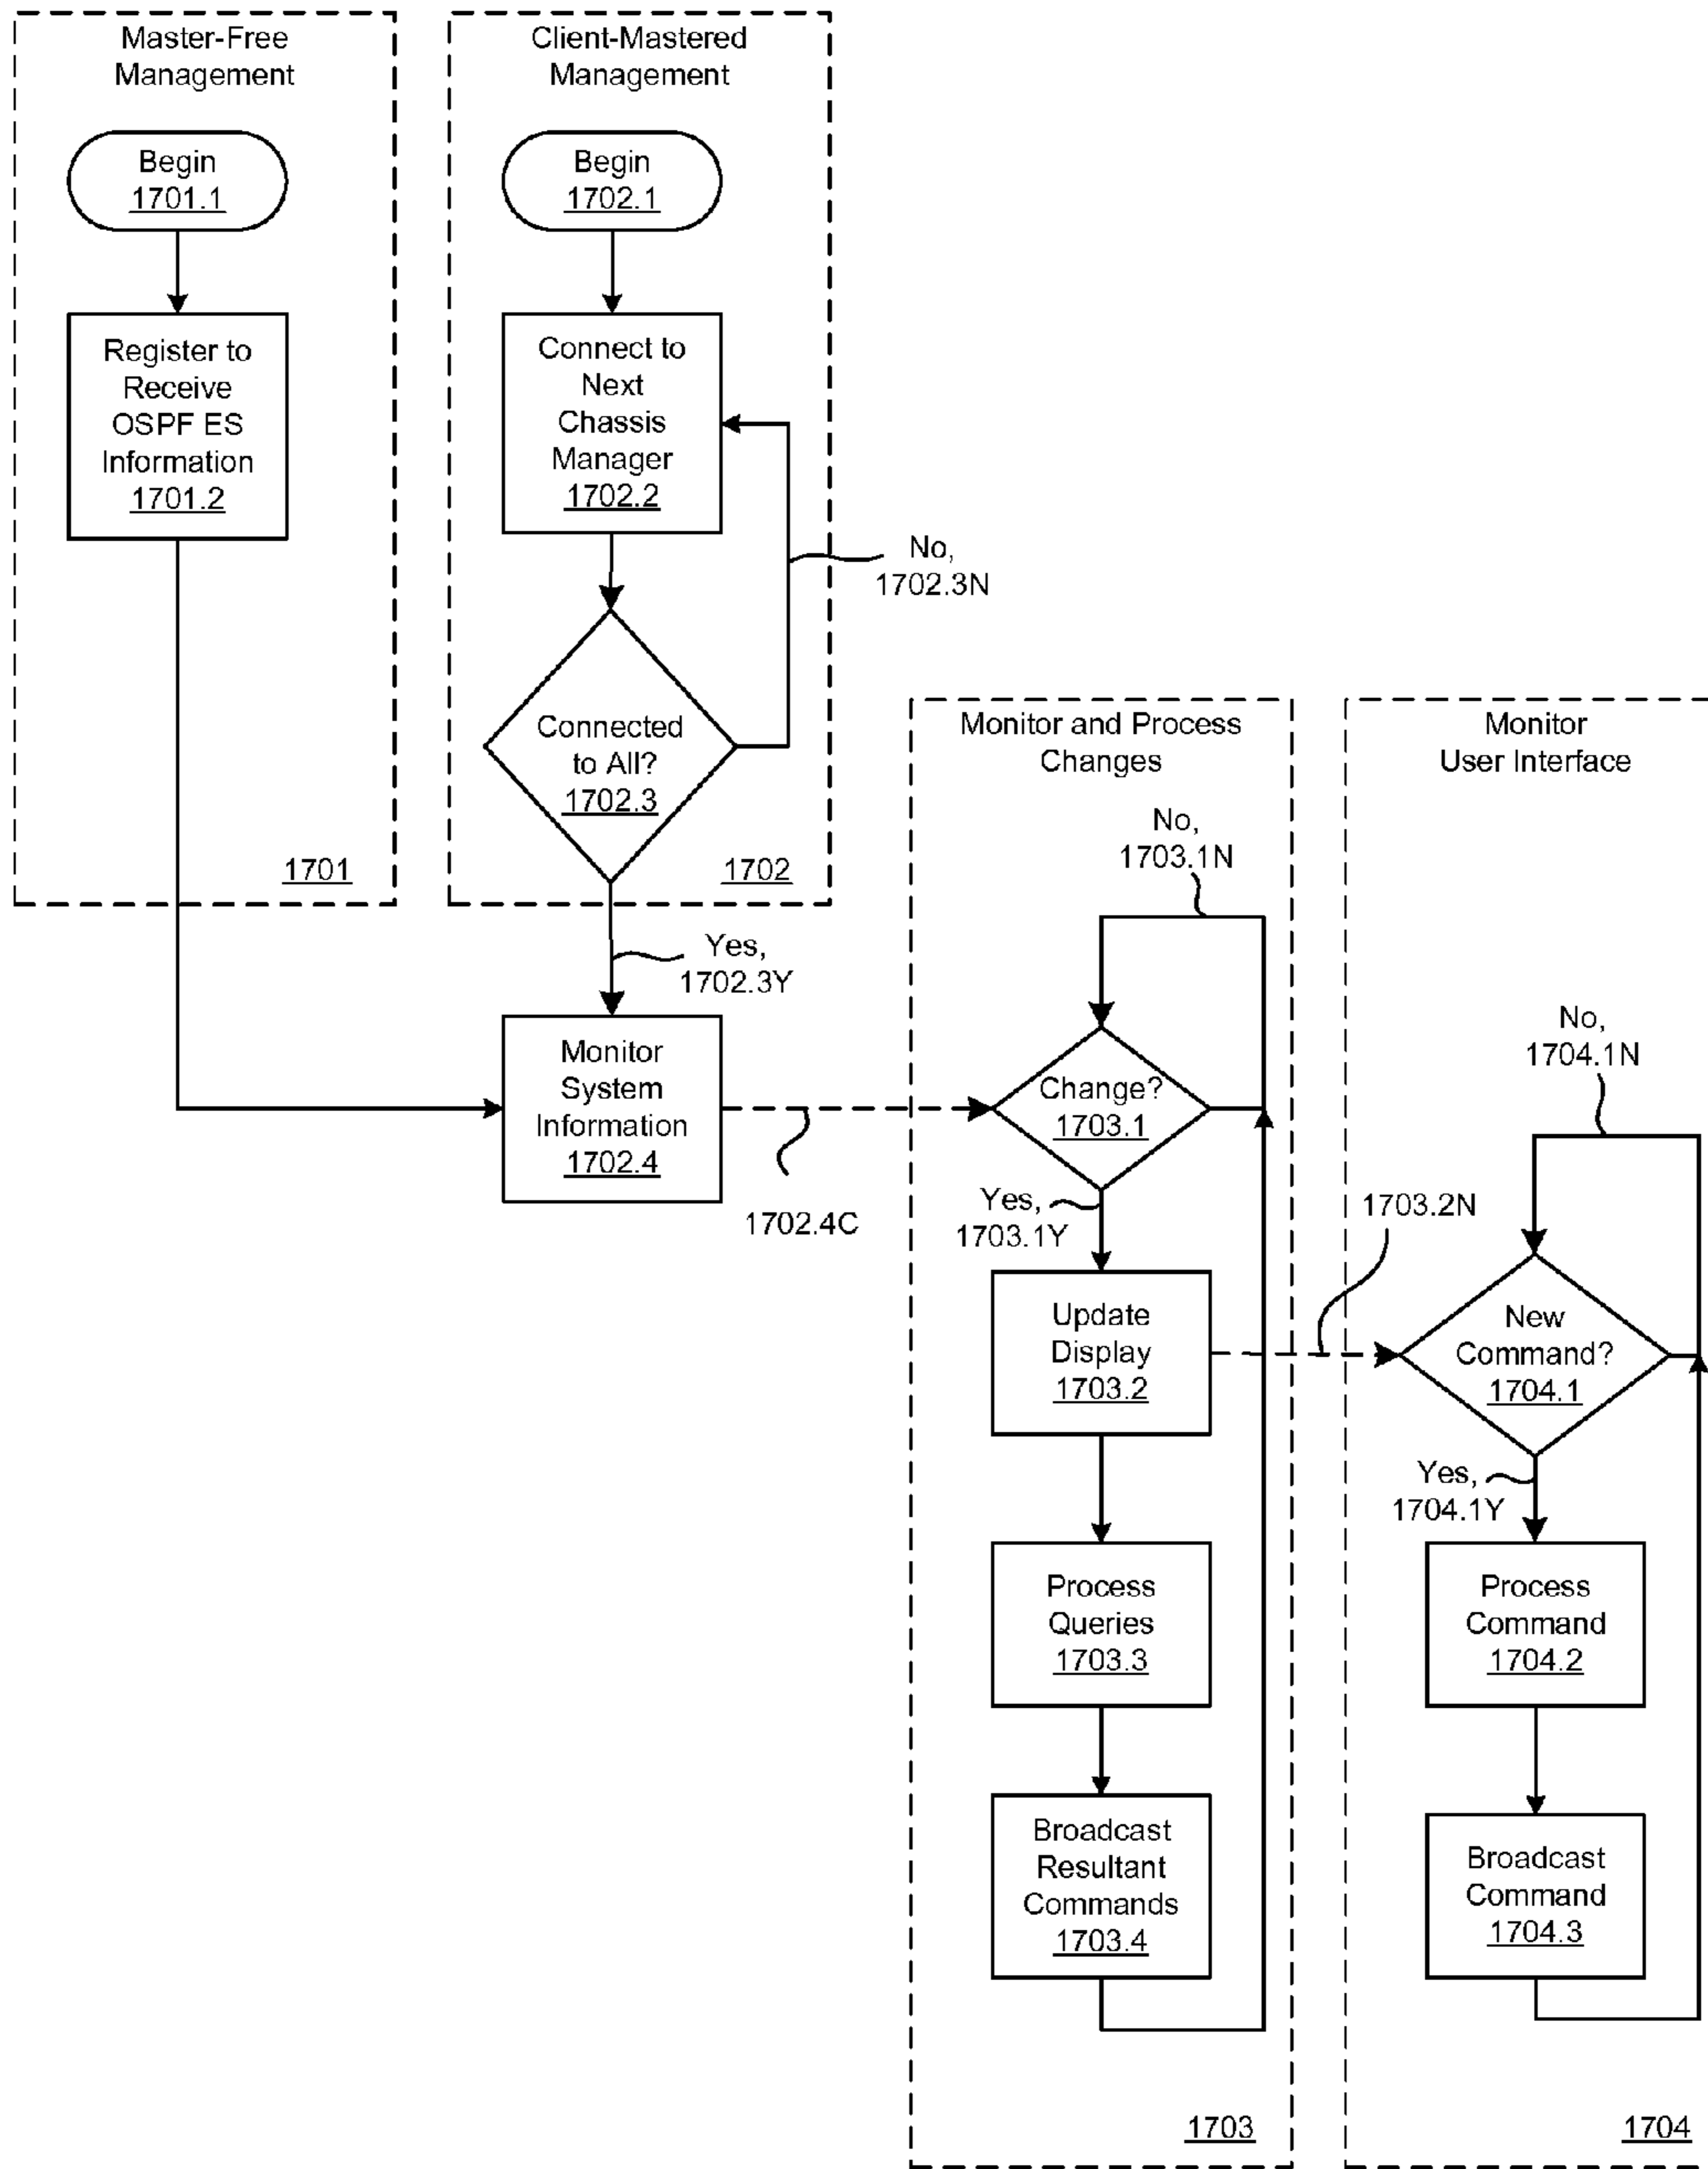 Master-Free
Management
Begin
1701.1
Register to
Receive
OSPF ES
Information
1701.2
1701
Client-Mastered
Management
Begin
1702.1
Connect to
Next
Chassis
Manager
1702.2
No,
1702.3N
Connected
to All?
1702.3
1702
Yes,
1702.3Y
Monitor
System
Information
1702.4
1702.4C
Monitor and Process
Changes
No,
1703.1N
Change?
1703.1
Yes,
1703.1Y
Update
Display
1703.2
1703.2N
Process
Queries
1703.3
Broadcast
Resultant
Commands
1703.4
1703
Monitor
User Interface
No,
1704.1N
New
Command?
1704.1
Yes,
1704.1Y
Process
Command
1704.2
Broadcast
Command
1704.3
1704